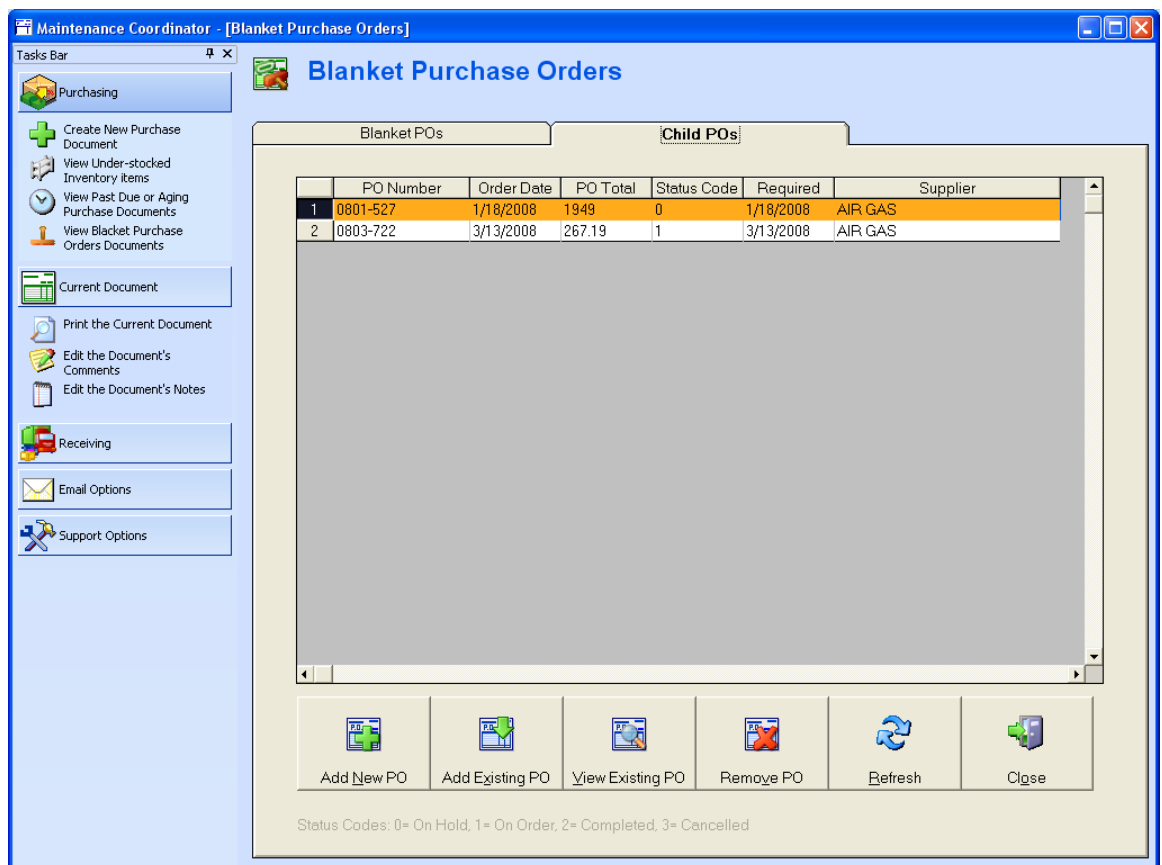 Maintenance Coordinator - [Blanket Purchase Orders]
Tasks Bar
Purchasing
Create New Purchase
Document
View Under-stocked
Inventory items
View Past Due or Aging
Purchase Documents
View Blacket Purchase
Orders Documents
Current Document
Print the Current Document
Edit the Document's
Comments
Edit the Document's Notes
Receiving
Email Options
Support Options
Blanket Purchase Orders
Blanket POs Child POs
PO Number Order Date PO Total Status Code Required Supplier
1 0801-527 1/18/2008 1949 0 1/18/2008 AIR GAS
2 0803-722 3/13/2008 267.19 1 3/13/2008 AIR GAS
Add New PO Add Existing PO View Existing PO Remove PO Refresh Close
Status Codes: 0= On Hold, 1= On Order, 2= Completed, 3= Cancelled